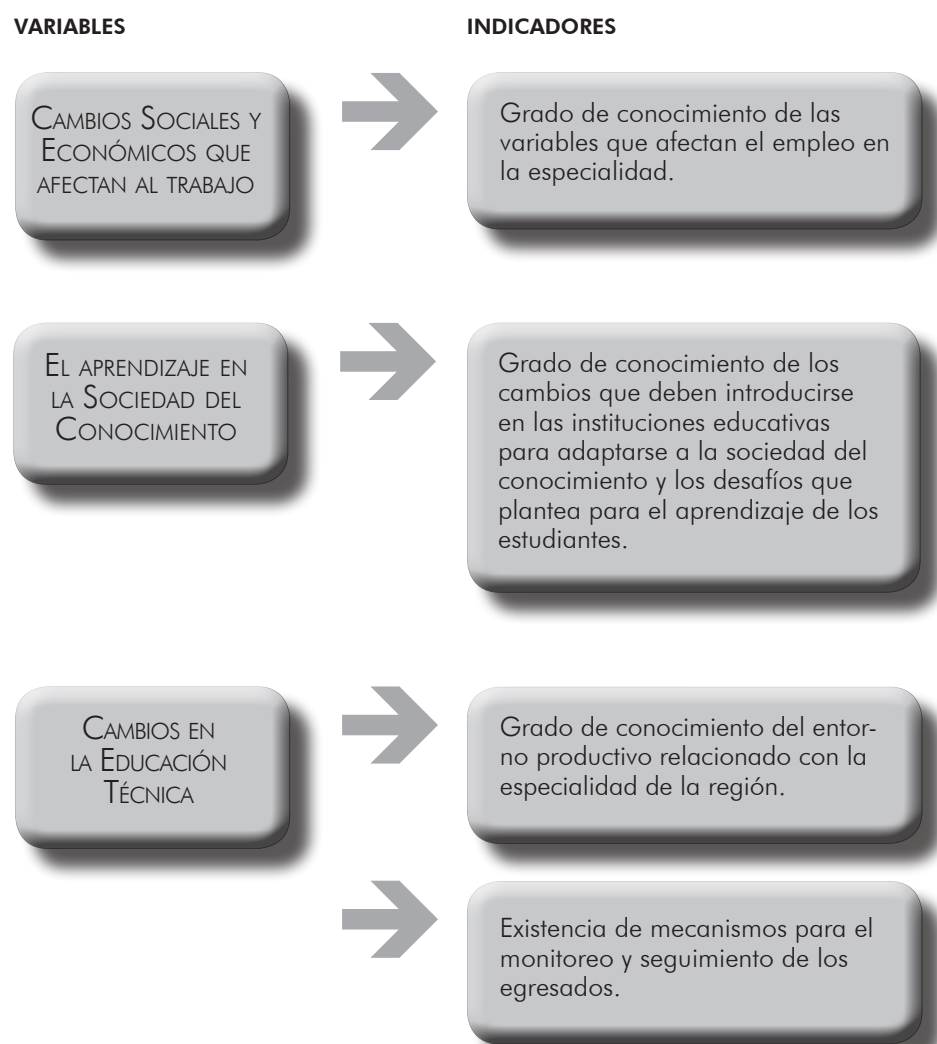 VARIABLES
INDICADORES
CAMBIOS SOCIALES Y
ECONÓMICOS QUE
AFECTAN AL TRABAJO
Grado de conocimiento de las
variables que afectan el empleo en
la especialidad.
EL APRENDIZAJE EN
LA SOCIEDAD DEL
CONOCIMIENTO
Grado de conocimiento de los
cambios que deben introducirse
en las instituciones educativas
para adaptarse a la sociedad del
conocimiento y los desafíos que
plantea para el aprendizaje de los
estudiantes.
CAMBIOS EN
LA EDUCACIÓN
TÉCNICA
Grado de conocimiento del entor-
no productivo relacionado con la
especialidad de la región.
Existencia de mecanismos para el
monitoreo y seguimiento de los
egresados.